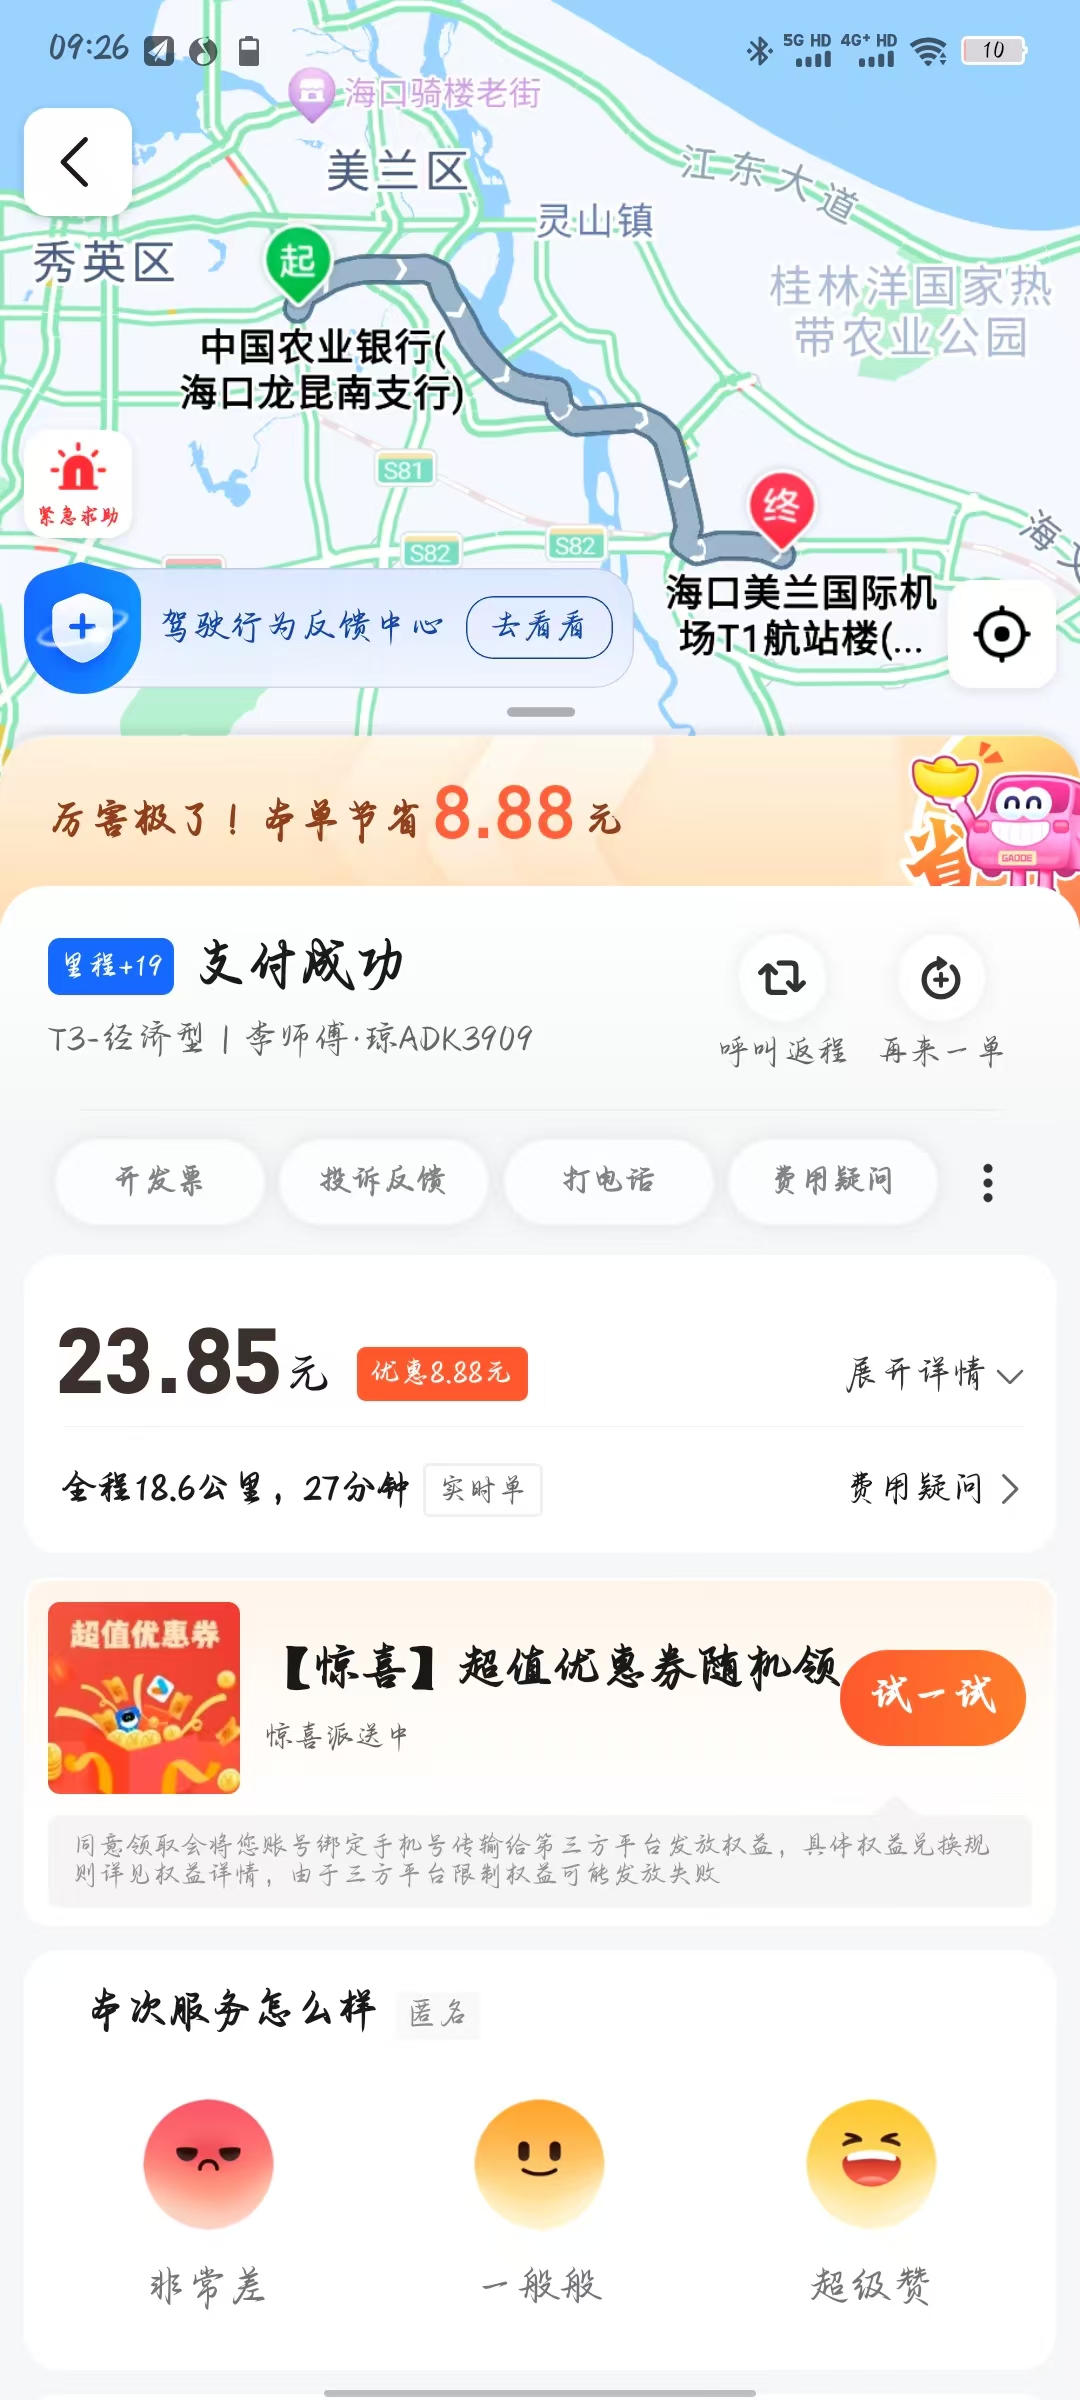 09:26
5G HD 4G+ HD
10
海口骑楼老街
美兰区
江东大道
灵山镇
秀英区
起
桂林洋国家热
带农业公园
中国农业银行(
海口龙昆南支行)
S81
终
紧急求助
S82
S82
海口美兰国际机
场T1航站楼(...
驾驶行为反馈中心
去看看
厉害极了！本单节省8.88元
省
GAODE
里程+19
支付成功
T3-经济型 | 李师傅·琼ADK3909
呼叫返程
再来一单
开发票
投诉反馈
打电话
费用疑问
23.85元
优惠8.88元
展开详情
全程18.6公里，27分钟
实时单
费用疑问
超值优惠券
【惊喜】超值优惠券随机领
惊喜派送中
试一试
同意领取会将您账号绑定手机号传输给第三方平台发放权益，具体权益兑换规
则详见权益详情，由于三方平台限制权益可能发放失败
本次服务怎么样
匿名
非常差
一般般
超级赞